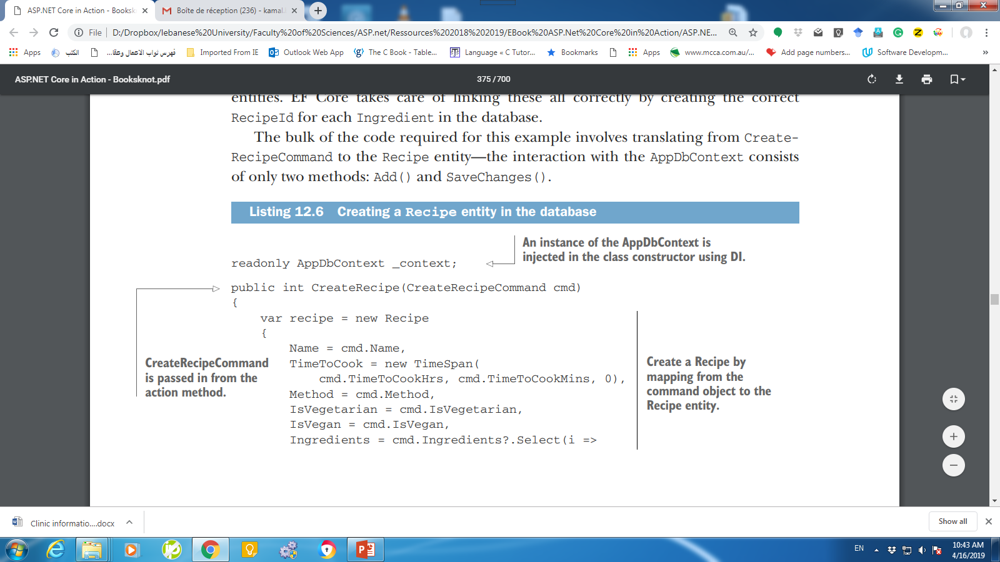 ASP.NET Core in Action - Booksk
Boîte de réception (236) - kamal.
File
D:/Dropbox/lebanese%20University/Faculty%20of%20Sciences/ASP.net/Ressources%202018%202019/EBook%20ASP.Net%20Core%20in%20Action/ASP.NE...
Apps
الكتب
فهرس ثواب الاعمال وعقا...
Imported From IE
Outlook Web App
The C Book - Table...
Language « C Tutor...
Bookmarks
Apps
www.mcca.com.au/...
Add page numbers...
Software Developm...
»
ASP.NET Core in Action - Booksknot.pdf
375 / 700
entities. EF Core takes care of linking these all correctly by creating the correct
RecipeId for each Ingredient in the database.
The bulk of the code required for this example involves translating from Create-
RecipeCommand to the Recipe entity—the interaction with the AppDbContext consists
of only two methods: Add() and SaveChanges().
Listing 12.6 Creating a Recipe entity in the database
An instance of the AppDbContext is
injected in the class constructor using DI.
readonly AppDbContext _context;
public int CreateRecipe(CreateRecipeCommand cmd)
{
var recipe = new Recipe
{
Name = cmd.Name,
TimeToCook = new TimeSpan(
cmd.TimeToCookHrs, cmd.TimeToCookMins, 0),
Method = cmd.Method,
IsVegetarian = cmd.IsVegetarian,
IsVegan = cmd.IsVegan,
Ingredients = cmd.Ingredients?.Select(i =>
CreateRecipeCommand
is passed in from the
action method.
Create a Recipe by
mapping from the
command object to the
Recipe entity.
Clinic informatio....docx
Show all
EN
10:43 AM
4/16/2019